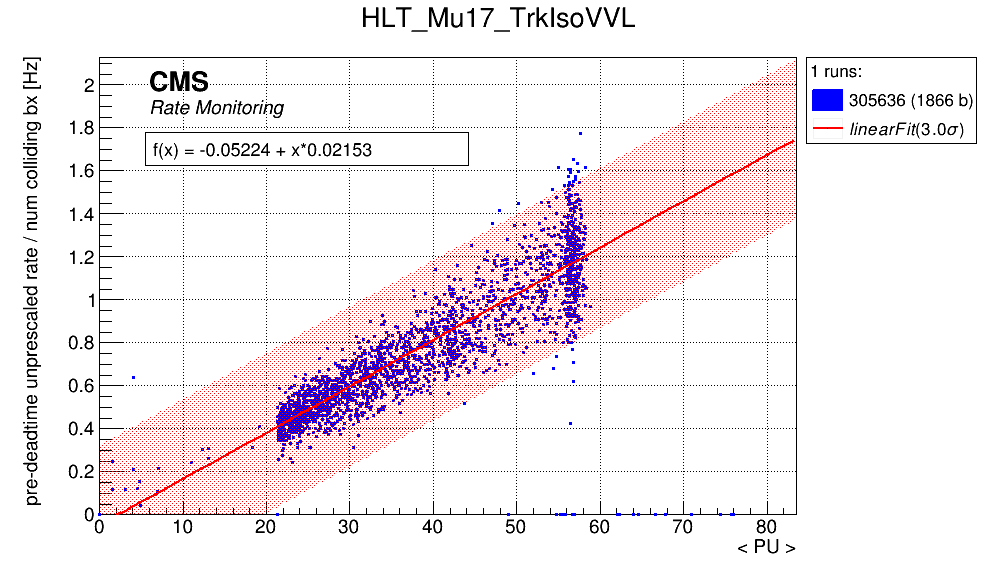 HLT_Mu17_TrkIsoVVL
pre-deadtime unprescaled rate / num colliding bx [Hz]
CMS
Rate Monitoring
f(x) = -0.05224 + x*0.02153
1 runs:
305636 (1866 b)
linearFit(3.0σ)
2
1.8
1.6
1.4
1.2
1
0.8
0.6
0.4
0.2
0
0 10 20 30 40 50 60 70 80
< PU >